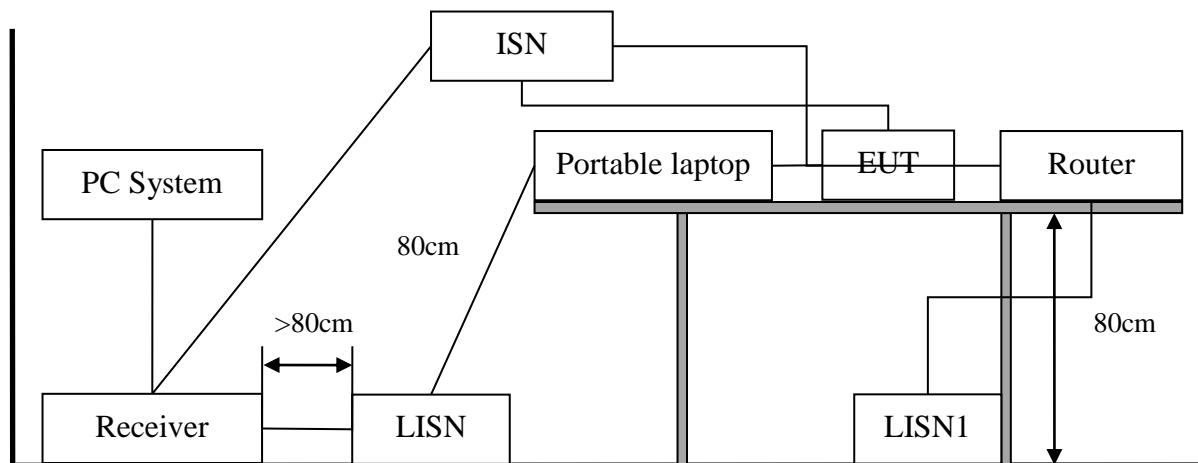 ISN
Portable laptop
EUT
Router
PC System
80cm
>80cm
80cm
Receiver
LISN
LISN1